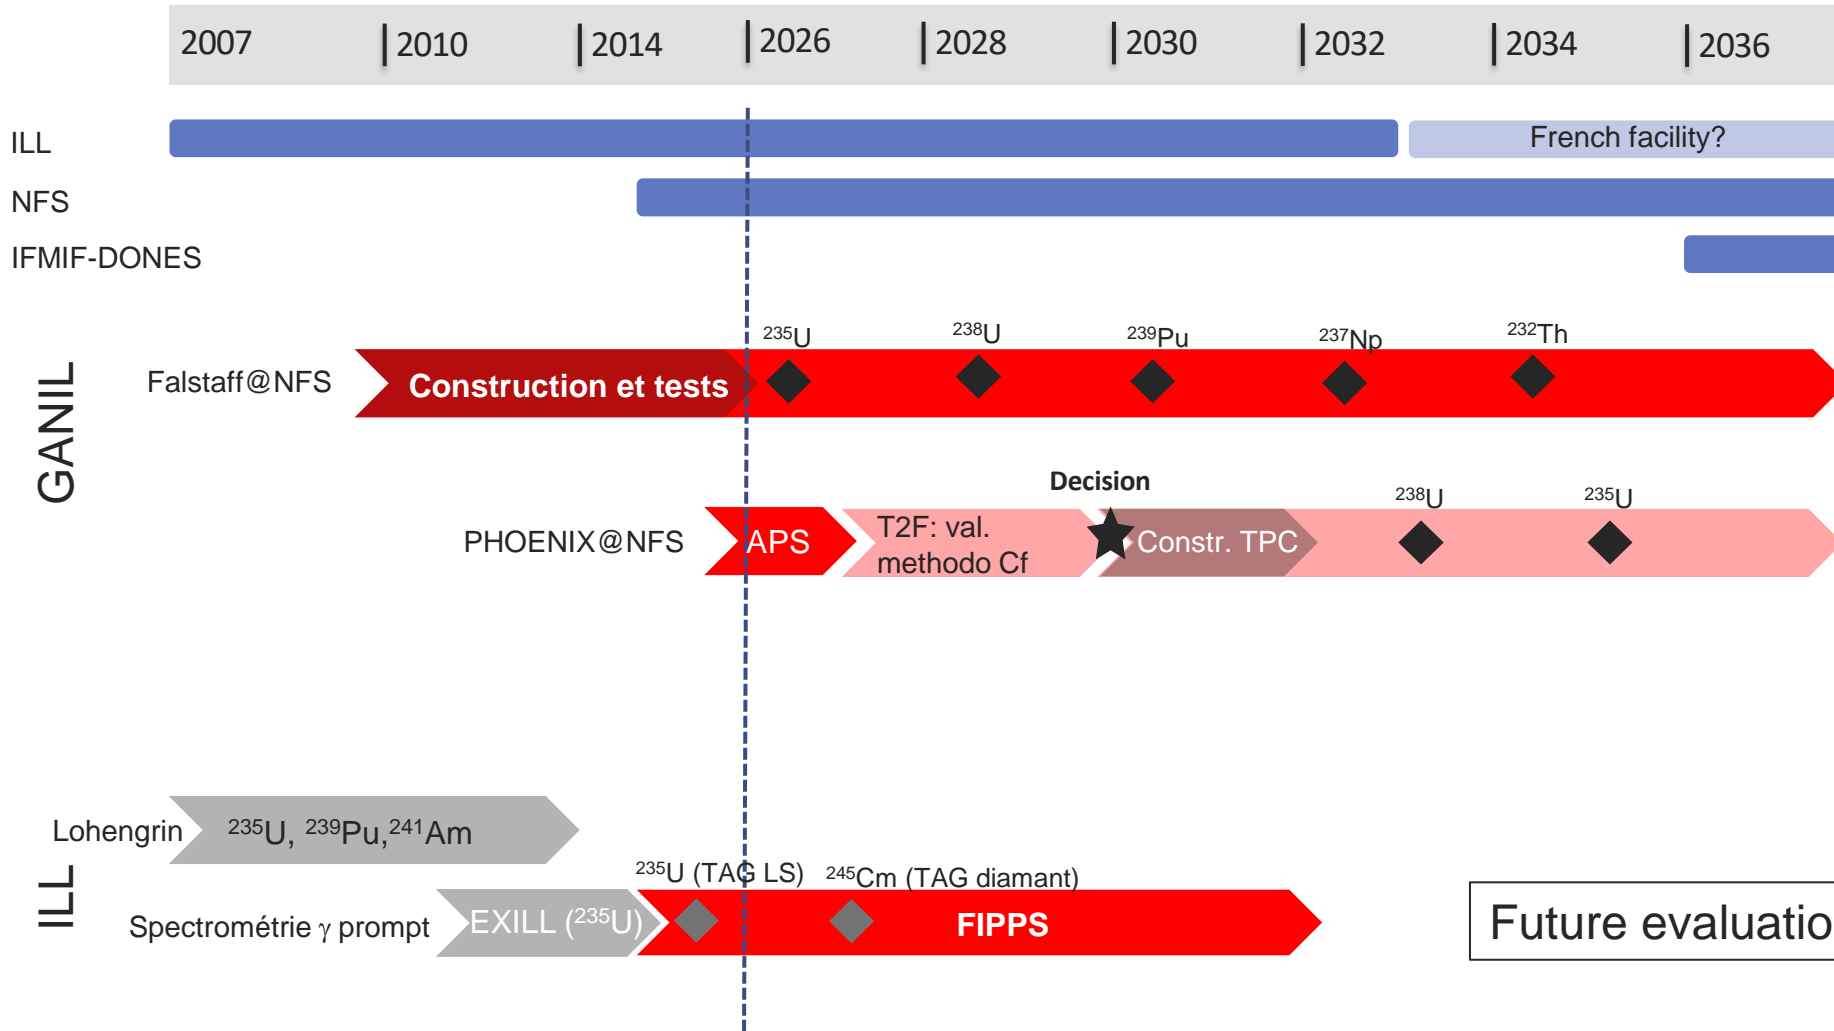 2007 2010 2014 2026 2028 2030 2032 2034 2036
ILL
French facility?
NFS
IFMIF-DONES
GANIL
²³⁵U ²³⁸U ²³⁹Pu ²³⁷Np ²³²Th
Falstaff@NFS
Construction et tests
Decision
²³⁸U ²³⁵U
PHOENIX@NFS
APS
T2F: val.
methodo Cf
Constr. TPC
ILL
Lohengrin
²³⁵U, ²³⁹Pu,²⁴¹Am
²³⁵U (TAG LS) ²⁴⁵Cm (TAG diamant)
Spectrométrie γ prompt
EXILL (²³⁵U)
FIPPS
Future evaluatio